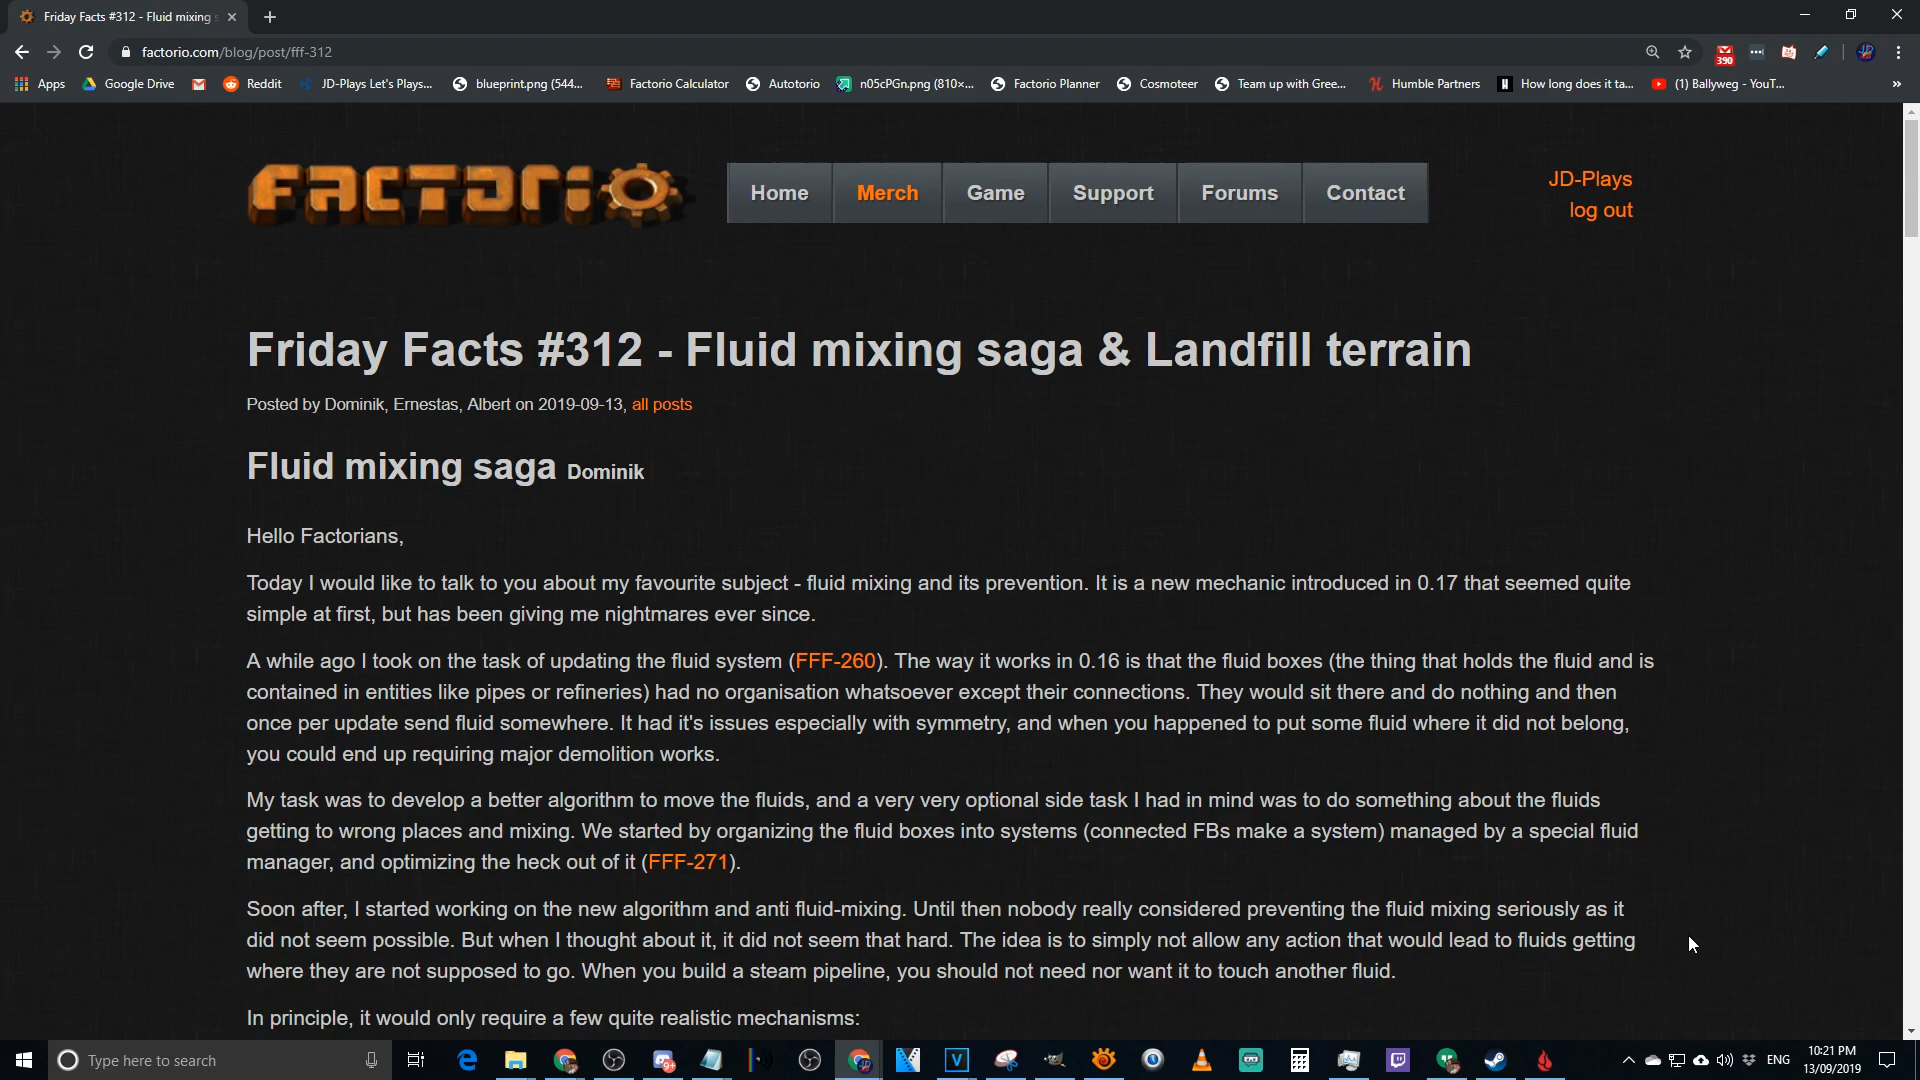 Friday Facts #312 - Fluid mixing s
factorio.com/blog/post/fff-312
390
Apps Google Drive Reddit JD-Plays Let's Plays... blueprint.png (544... Factorio Calculator Autotorio n05cPGn.png (810×... Factorio Planner Cosmoteer Team up with Gree... Humble Partners How long does it ta... (1) Ballyweg - YouT... »
FACTORIO
Home Merch Game Support Forums Contact
JD-Plays
log out
Friday Facts #312 - Fluid mixing saga & Landfill terrain
Posted by Dominik, Ernestas, Albert on 2019-09-13, all posts
Fluid mixing saga Dominik
Hello Factorians,
Today I would like to talk to you about my favourite subject - fluid mixing and its prevention. It is a new mechanic introduced in 0.17 that seemed quite
simple at first, but has been giving me nightmares ever since.
A while ago I took on the task of updating the fluid system (FFF-260). The way it works in 0.16 is that the fluid boxes (the thing that holds the fluid and is
contained in entities like pipes or refineries) had no organisation whatsoever except their connections. They would sit there and do nothing and then
once per update send fluid somewhere. It had it's issues especially with symmetry, and when you happened to put some fluid where it did not belong,
you could end up requiring major demolition works.
My task was to develop a better algorithm to move the fluids, and a very very optional side task I had in mind was to do something about the fluids
getting to wrong places and mixing. We started by organizing the fluid boxes into systems (connected FBs make a system) managed by a special fluid
manager, and optimizing the heck out of it (FFF-271).
Soon after, I started working on the new algorithm and anti fluid-mixing. Until then nobody really considered preventing the fluid mixing seriously as it
did not seem possible. But when I thought about it, it did not seem that hard. The idea is to simply not allow any action that would lead to fluids getting
where they are not supposed to go. When you build a steam pipeline, you should not need nor want it to touch another fluid.
In principle, it would only require a few quite realistic mechanisms:
Type here to search
ENG
10:21 PM
13/09/2019